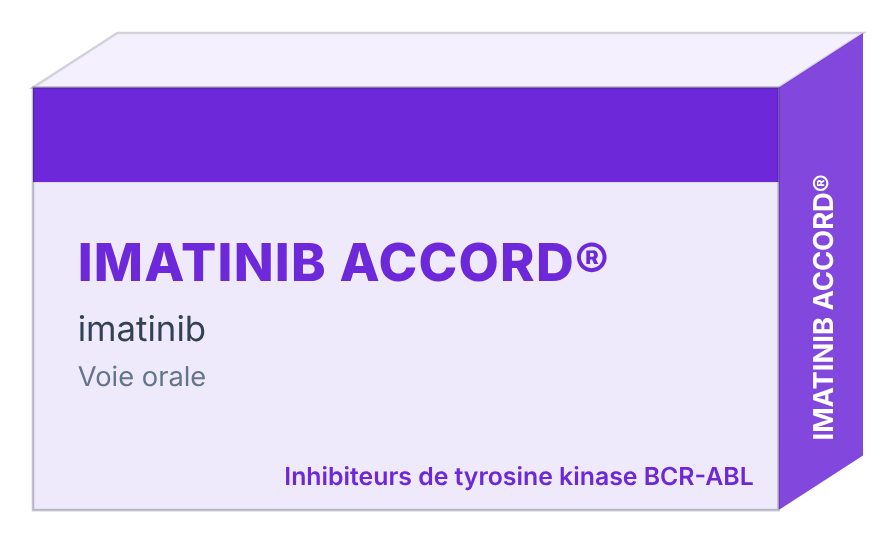 IMATINIB ACCORD®
imatinib
Voie orale
Inhibiteurs de tyrosine kinase BCR-ABL
IMATINIB ACCORD®